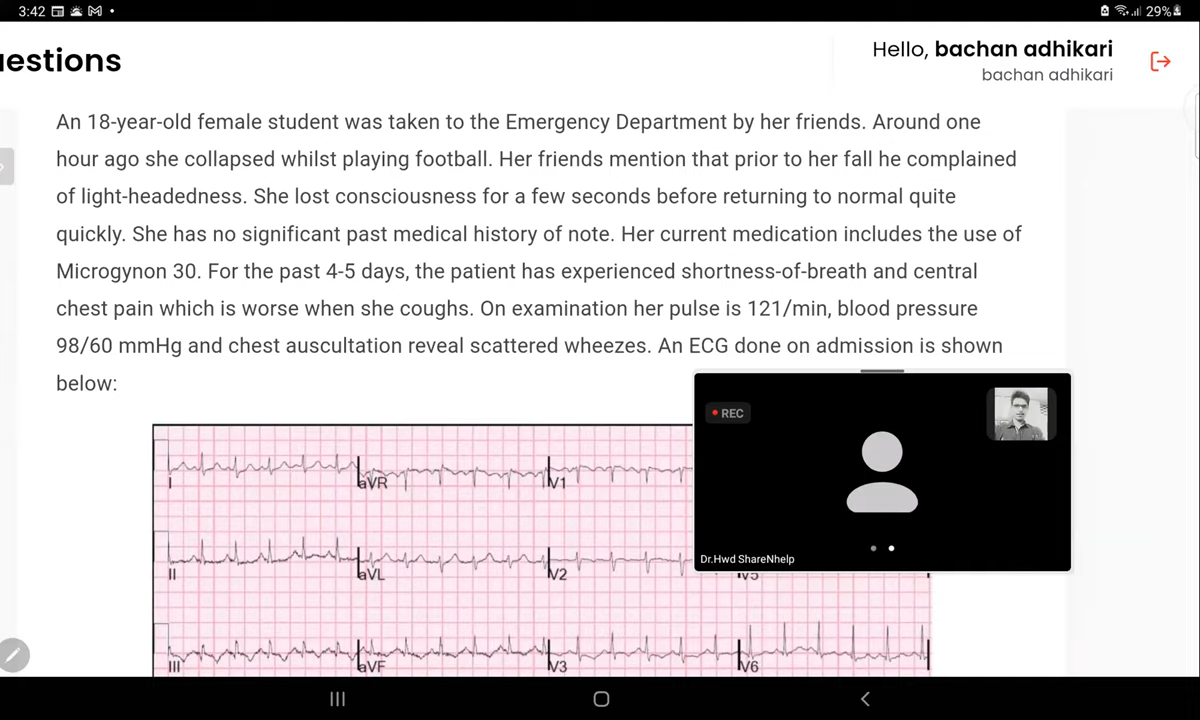 3:42
29%
uestions
Hello, bachan adhikari
bachan adhikari
An 18-year-old female student was taken to the Emergency Department by her friends. Around one
hour ago she collapsed whilst playing football. Her friends mention that prior to her fall he complained
of light-headedness. She lost consciousness for a few seconds before returning to normal quite
quickly. She has no significant past medical history of note. Her current medication includes the use of
Microgynon 30. For the past 4-5 days, the patient has experienced shortness-of-breath and central
chest pain which is worse when she coughs. On examination her pulse is 121/min, blood pressure
98/60 mmHg and chest auscultation reveal scattered wheezes. An ECG done on admission is shown
below:
REC
Dr.Hwd ShareNhelp
I aVR V1
II aVL V2 V5
III aVF V3 V6